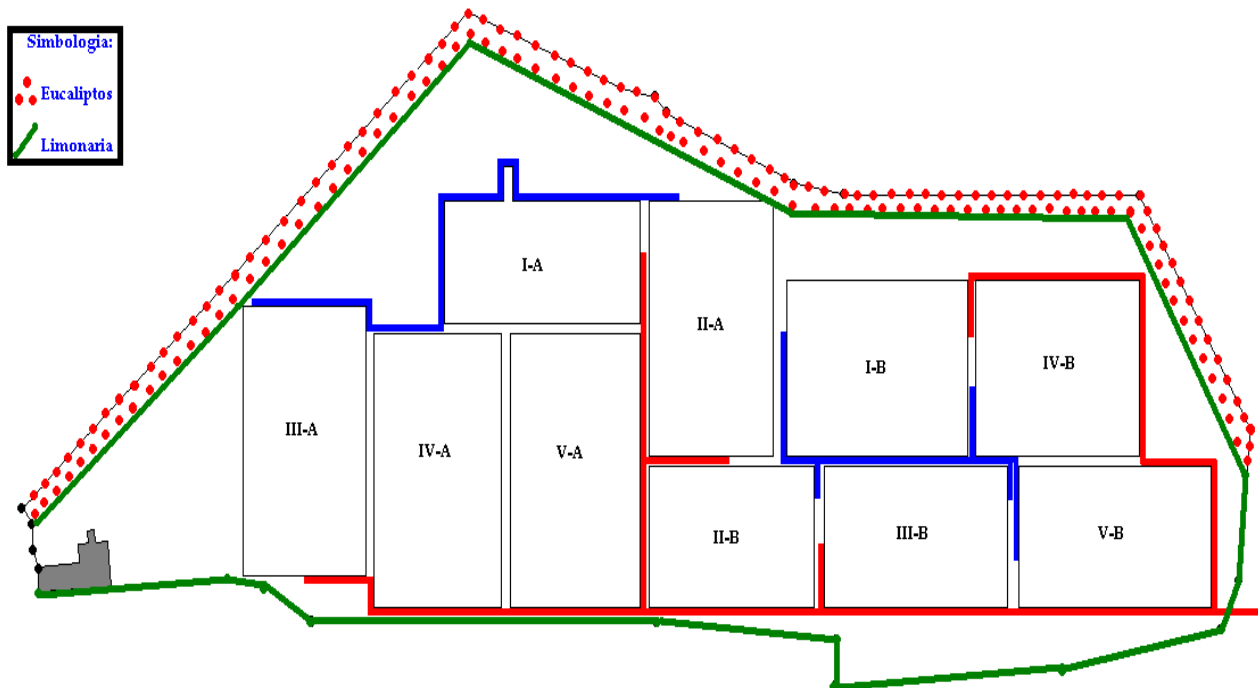 Simbologia:
Eucaliptos
Limonaria
I-A
II-A
I-B
IV-B
III-A
IV-A
V-A
II-B
III-B
V-B